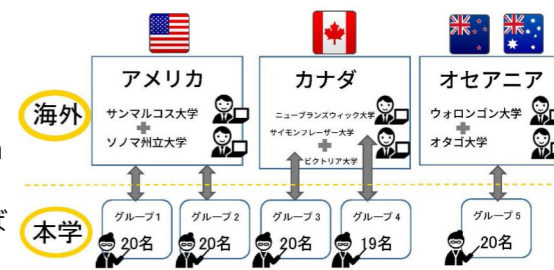 アメリカ
カナダ
オセアニア
海外
サンマルコス大学
ソノマ州立大学
ニューブランズウィック大学
サイモンフレーザー大学
ビクトリア大学
ウォロンゴン大学
オタゴ大学
本学
グループ1
20名
グループ2
20名
グループ3
20名
グループ4
19名
グループ5
20名